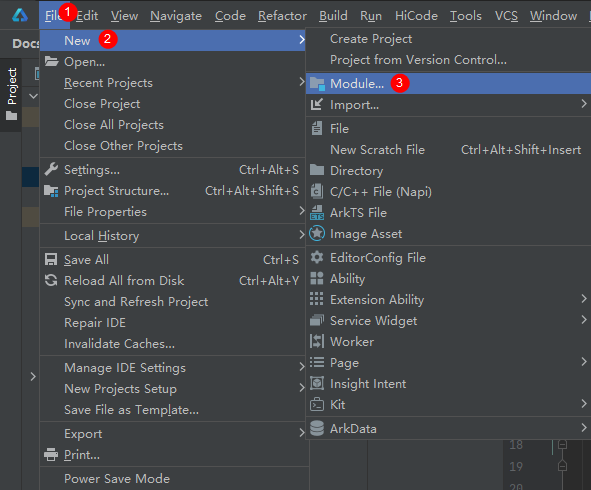 File 1 Edit View Navigate Code Refactor Build Run HiCode Tools VCS Window
Docs
Project
New 2
Open...
Recent Projects
Close Project
Close All Projects
Close Other Projects
Settings... Ctrl+Alt+S
Project Structure... Ctrl+Alt+Shift+S
File Properties
Local History
Save All Ctrl+S
Reload All from Disk Ctrl+Alt+Y
Sync and Refresh Project
Repair IDE
Invalidate Caches...
Manage IDE Settings
New Projects Setup
Save File as Template...
Export
Print...
Power Save Mode
Create Project
Project from Version Control...
Module... 3
Import...
File
New Scratch File Ctrl+Alt+Shift+Insert
Directory
C/C++ File (Napi)
ArkTS File
Image Asset
EditorConfig File
Ability
Extension Ability
Service Widget
Worker
Page
Insight Intent
Kit
ArkData
18
19
20